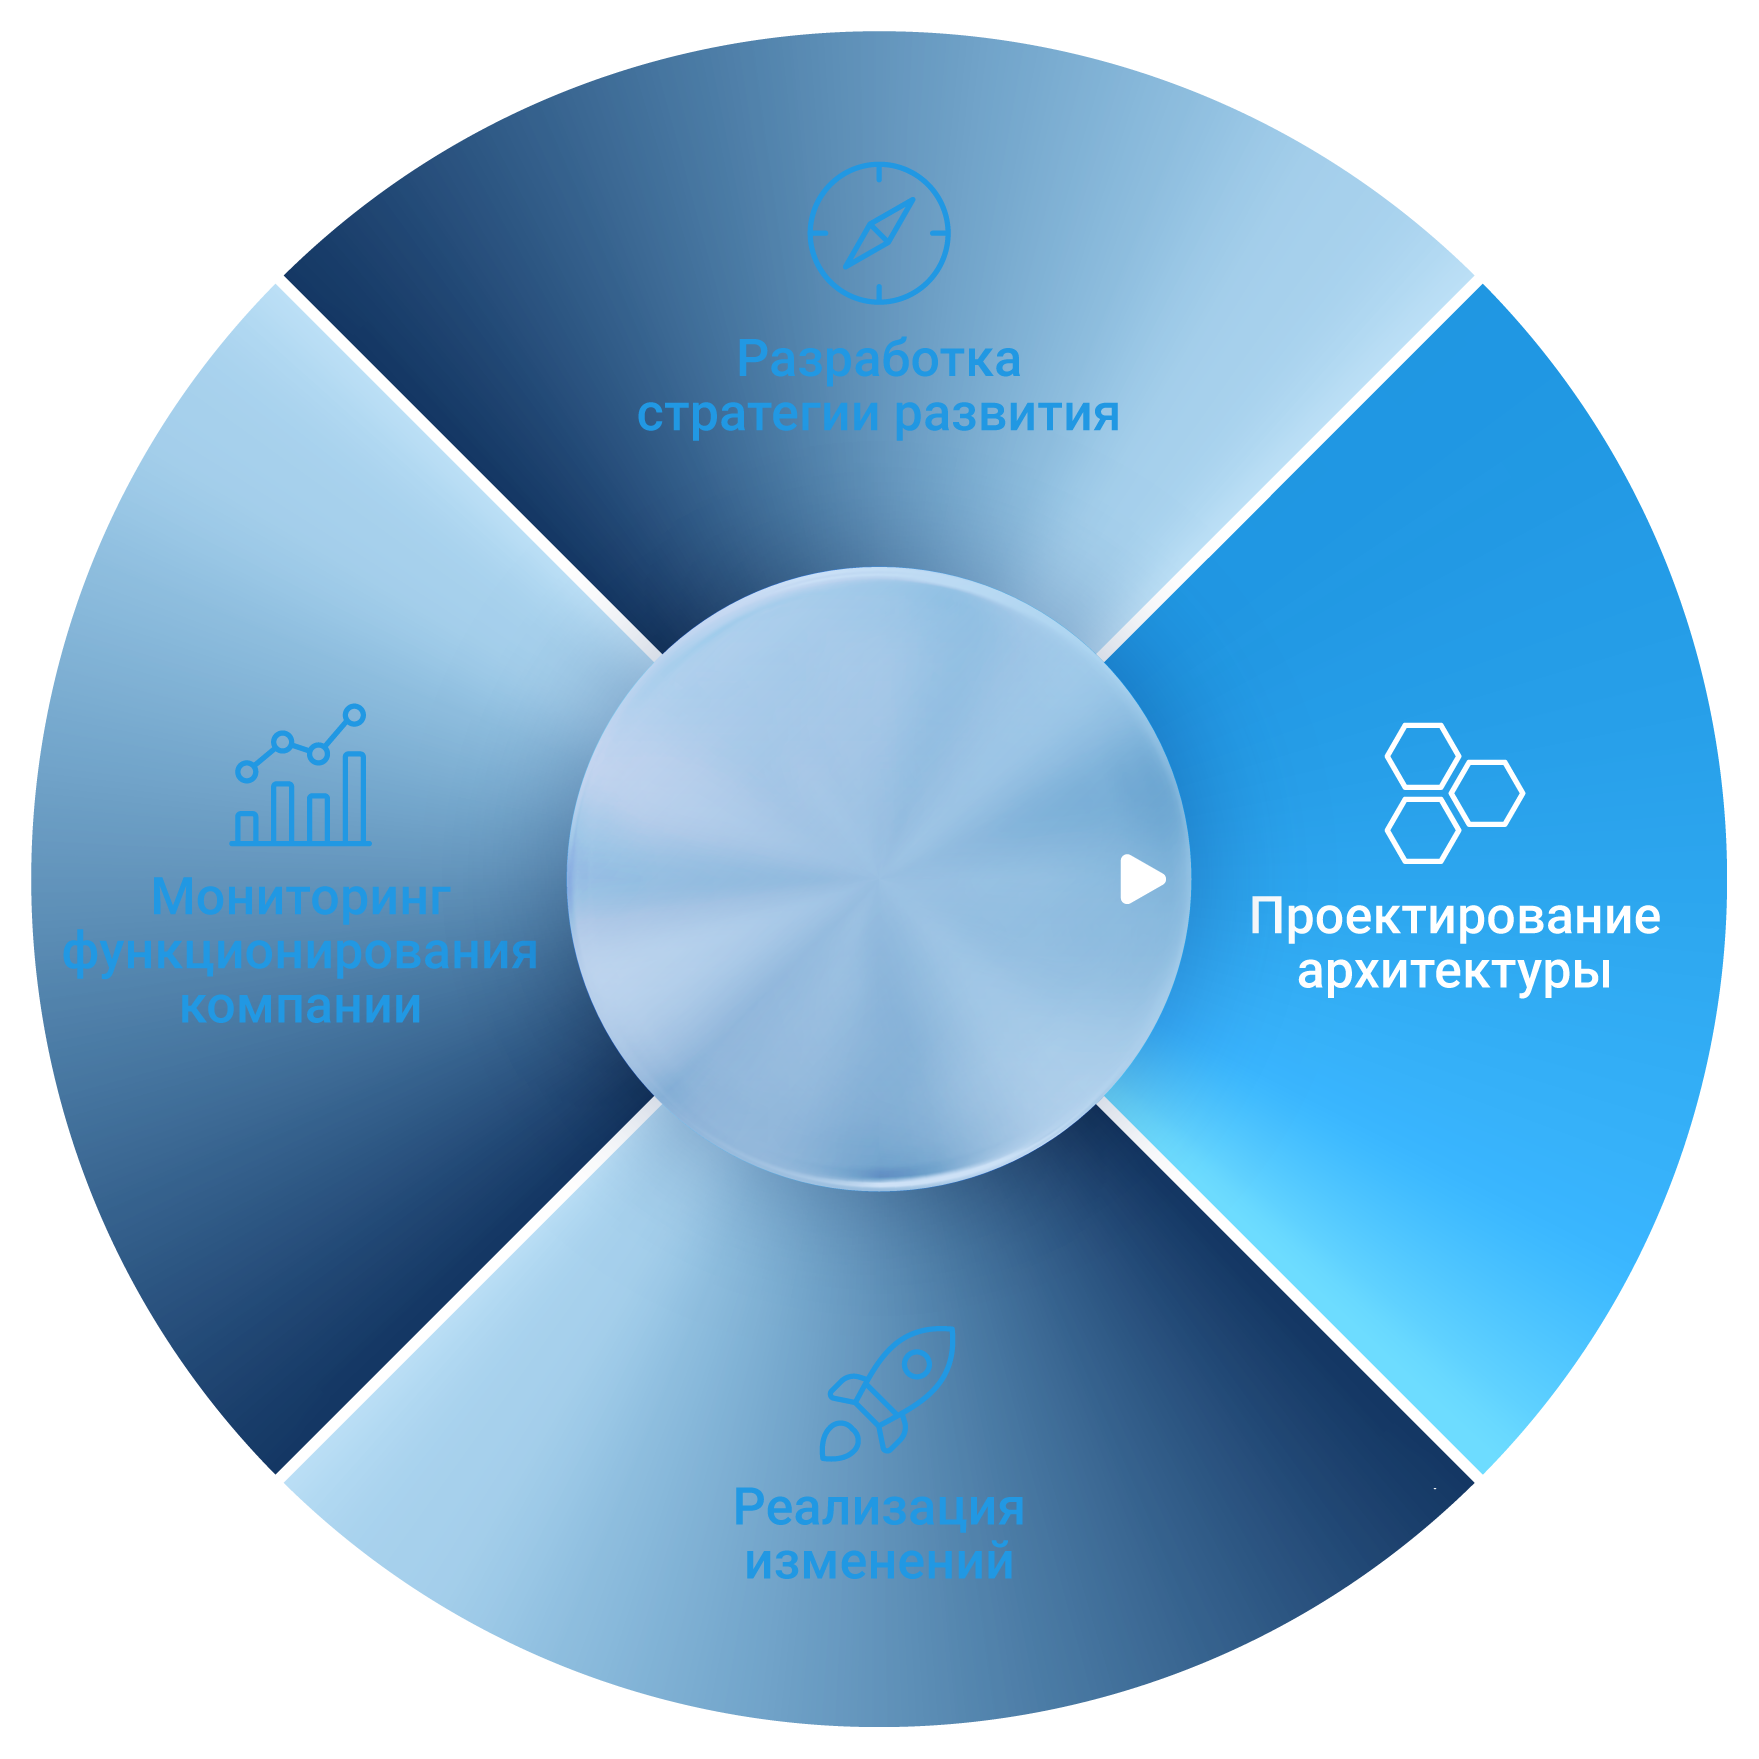 Разработка
стратегии развития
Проектирование
архитектуры
Реализация
изменений
Мониторинг
функционирования
компании